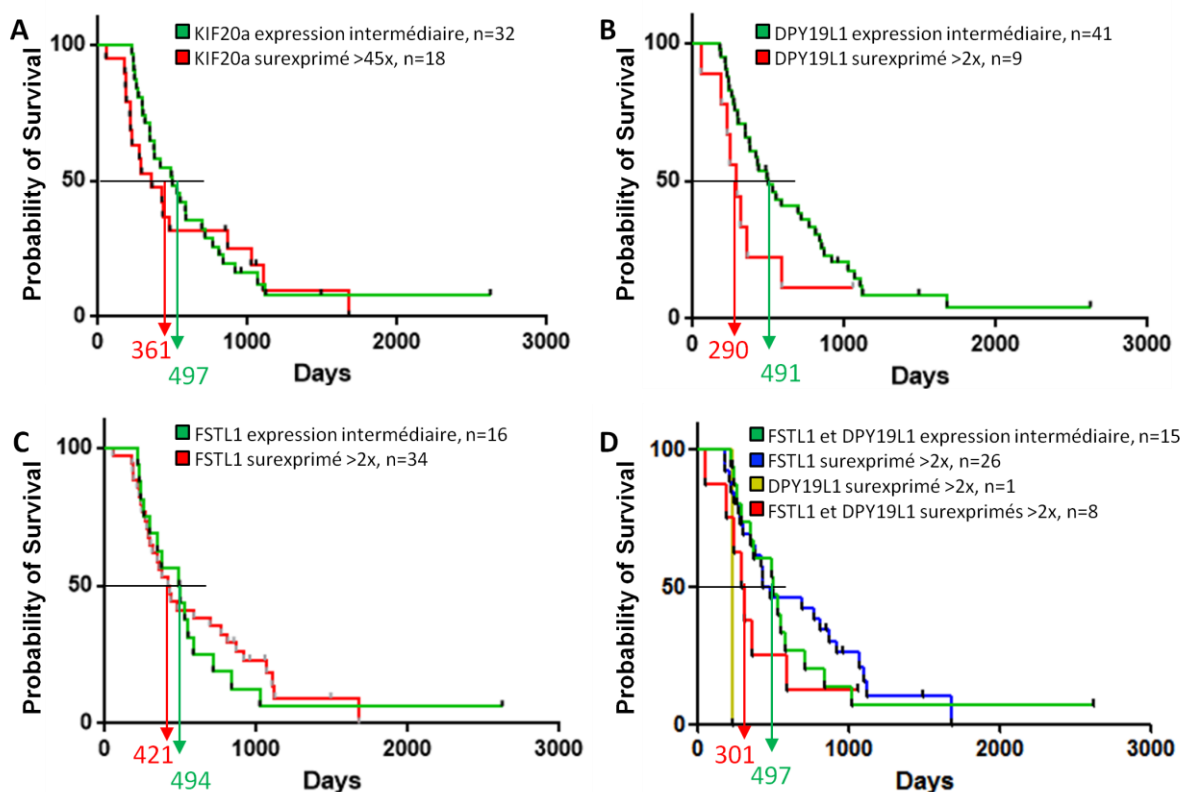 A
KIF20a expression intermédiaire, n=32
KIF20a surexprimé >45x, n=18
Probability of Survival
100
50
0
0 1000 2000 3000
361
497
Days
B
DPY19L1 expression intermédiaire, n=41
DPY19L1 surexprimé >2x, n=9
Probability of Survival
100
50
0
0 1000 2000 3000
290
491
Days
C
FSTL1 expression intermédiaire, n=16
FSTL1 surexprimé >2x, n=34
Probability of Survival
100
50
0
0 1000 2000 3000
421
494
Days
D
FSTL1 et DPY19L1 expression intermédiaire, n=15
FSTL1 surexprimé >2x, n=26
DPY19L1 surexprimé >2x, n=1
FSTL1 et DPY19L1 surexprimés >2x, n=8
Probability of Survival
100
50
0
0 1000 2000 3000
301
497
Days